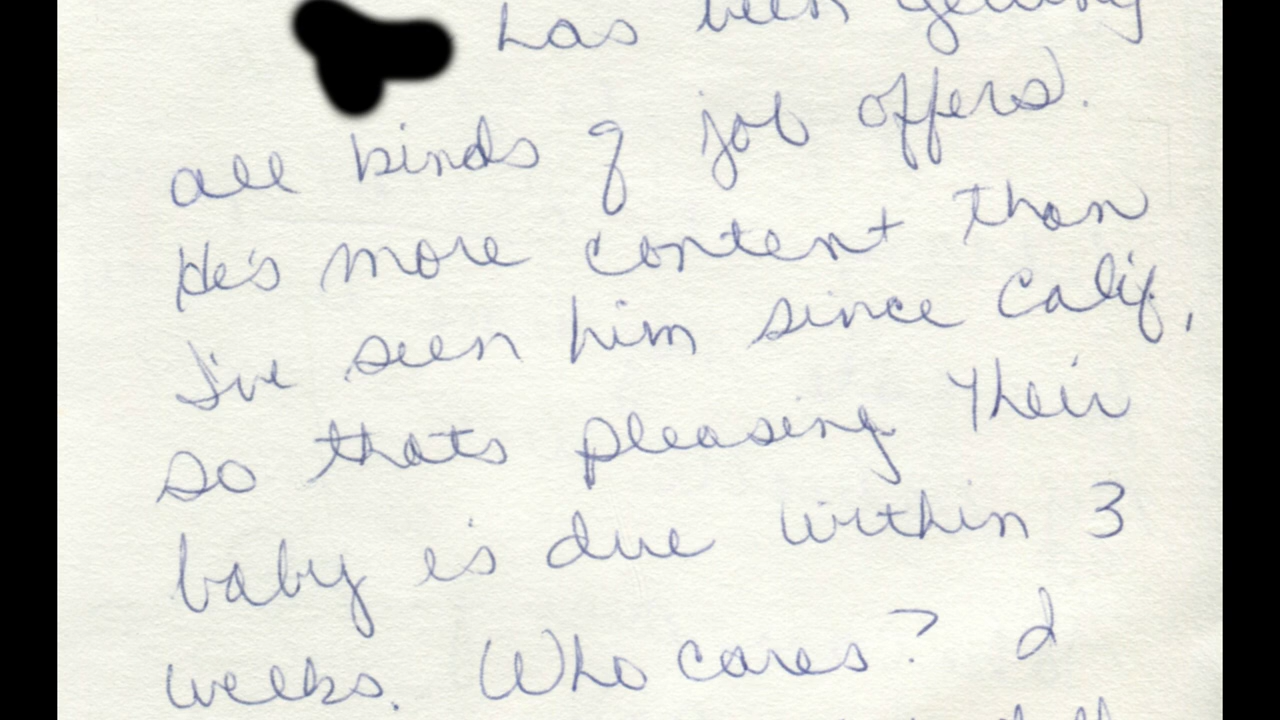 has been getting
all kinds of job offers.
He's more content than
I've seen him since Calif,
so thats pleasing Their
baby is due within 3
weeks. Who cares? I